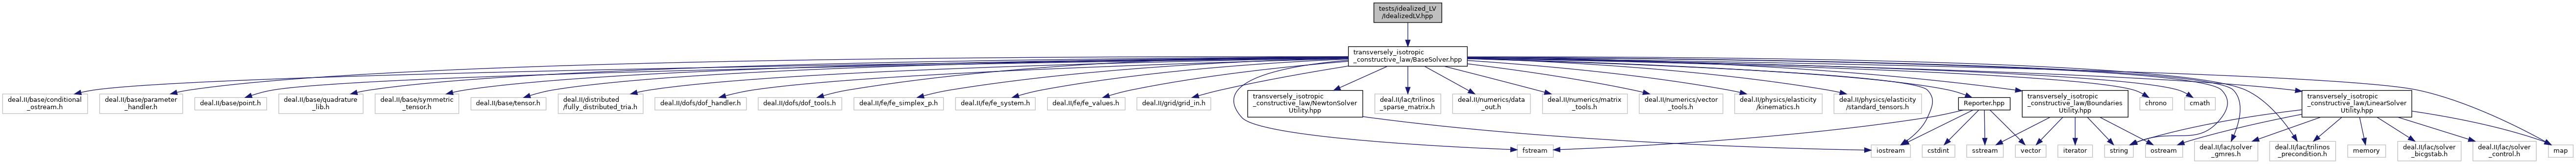 tests/idealized_LV
/IdealizedLV.hpp
transversely_isotropic
_constructive_law/BaseSolver.hpp
deal.II/base/conditional
_ostream.h
deal.II/base/parameter
_handler.h
deal.II/base/point.h
deal.II/base/quadrature
_lib.h
deal.II/base/symmetric
_tensor.h
deal.II/base/tensor.h
deal.II/distributed
/fully_distributed_tria.h
deal.II/dofs/dof_handler.h
deal.II/dofs/dof_tools.h
deal.II/fe/fe_simplex_p.h
deal.II/fe/fe_system.h
deal.II/fe/fe_values.h
deal.II/grid/grid_in.h
transversely_isotropic
_constructive_law/NewtonSolver
Utility.hpp
deal.II/lac/trilinos
_sparse_matrix.h
deal.II/numerics/data
_out.h
deal.II/numerics/matrix
_tools.h
deal.II/numerics/vector
_tools.h
deal.II/physics/elasticity
/kinematics.h
deal.II/physics/elasticity
/standard_tensors.h
Reporter.hpp
transversely_isotropic
_constructive_law/Boundaries
Utility.hpp
chrono
cmath
transversely_isotropic
_constructive_law/LinearSolver
Utility.hpp
fstream
iostream
cstdint
sstream
vector
iterator
string
ostream
deal.II/lac/solver
_gmres.h
deal.II/lac/trilinos
_precondition.h
memory
deal.II/lac/solver
_bicgstab.h
deal.II/lac/solver
_control.h
map